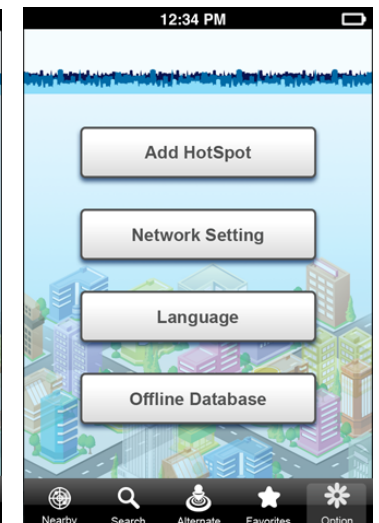 12:34 PM
Add HotSpot
Network Setting
Language
Offline Database
Nearby Search Alternate Favorites Option